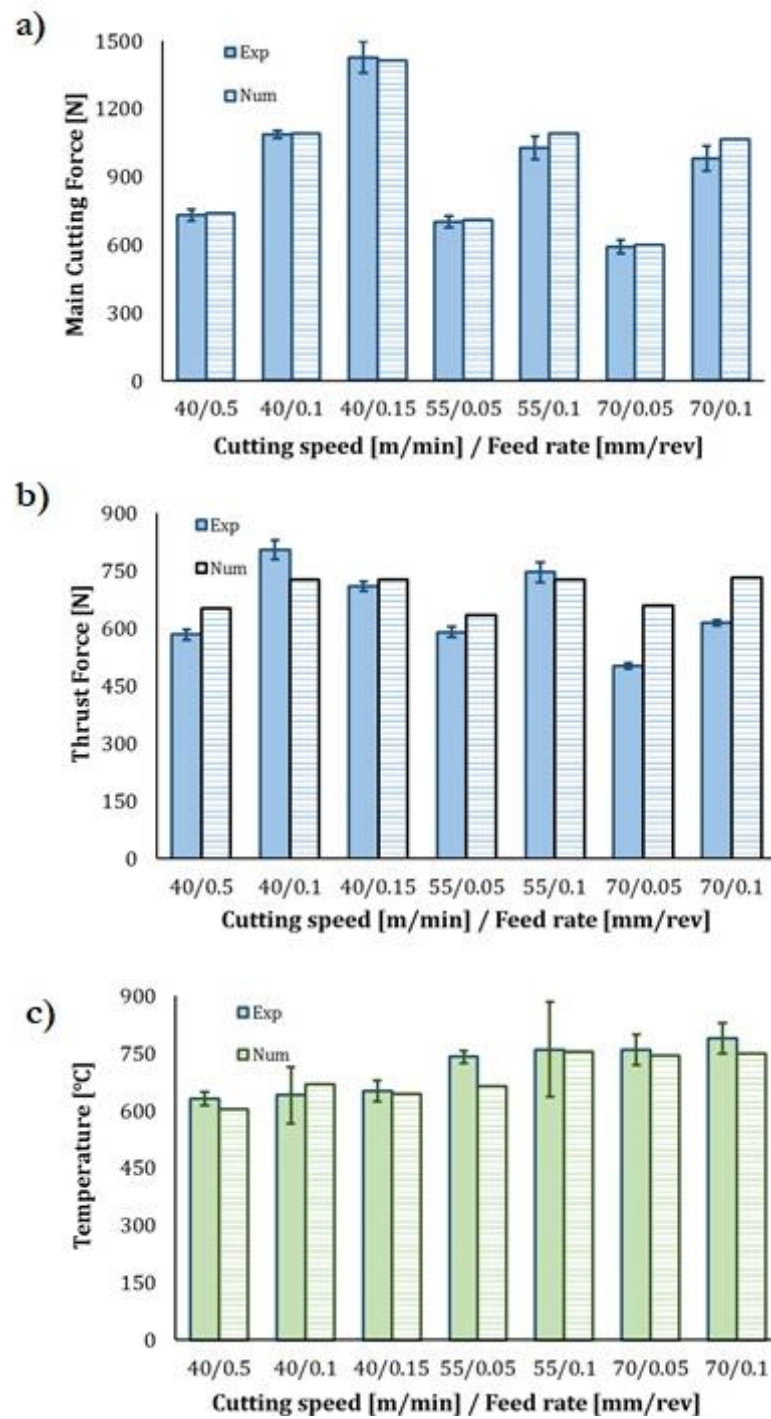 a)
1500
1200
900
600
300
0
Main Cutting Force [N]
Exp
Num
40/0.5 40/0.1 40/0.15 55/0.05 55/0.1 70/0.05 70/0.1
Cutting speed [m/min] / Feed rate [mm/rev]
b)
900
750
600
450
300
150
0
Thrust Force [N]
Exp
Num
40/0.5 40/0.1 40/0.15 55/0.05 55/0.1 70/0.05 70/0.1
Cutting speed [m/min] / Feed rate [mm/rev]
c)
900
750
600
450
300
150
0
Temperature [°C]
Exp
Num
40/0.5 40/0.1 40/0.15 55/0.05 55/0.1 70/0.05 70/0.1
Cutting speed [m/min] / Feed rate [mm/rev]